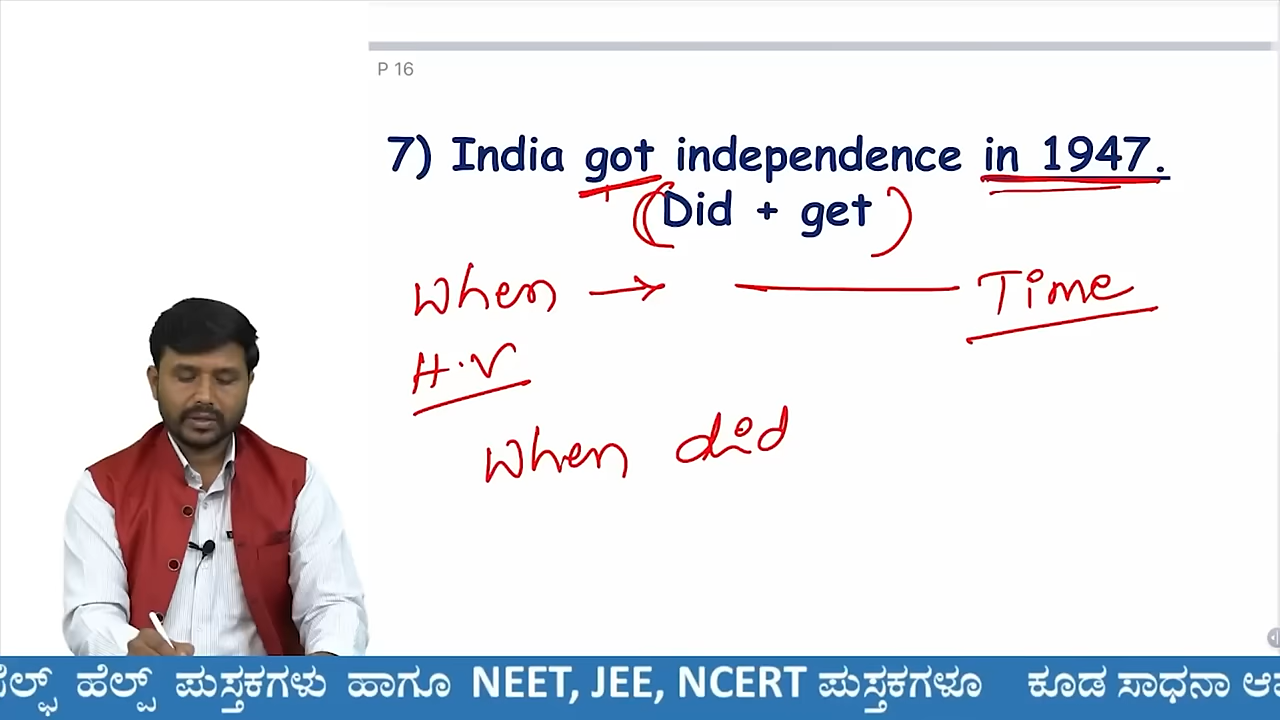 P 16
7) India got independence in 1947.
(Did + get)
When → Time
H.V
When did
ಹೆಲ್ಪ್ ಪುಸ್ತಕಗಳು ಹಾಗೂ NEET, JEE, NCERT ಪುಸ್ತಕಗಳೂ ಕೂಡ ಸಾಧನಾ